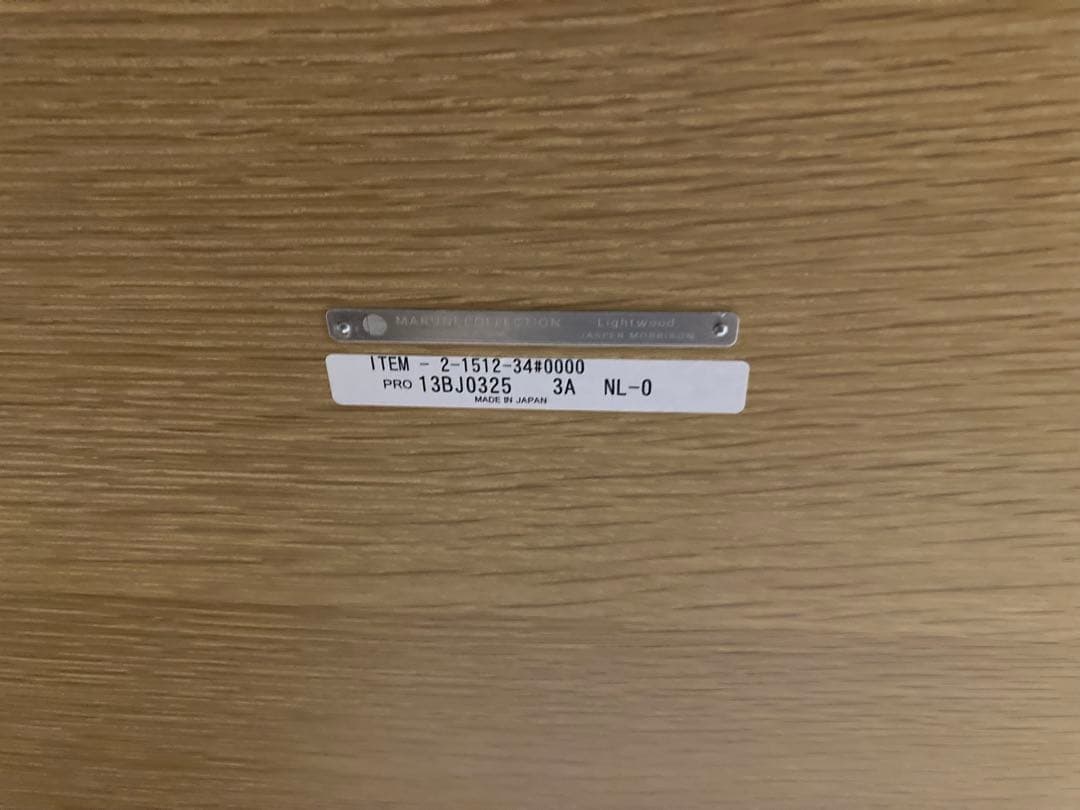 MARUNI COLLECTION Lightwood
JASPER MORRISON
ITEM - 2-1512-34#0000
PRO 13BJ0325 3A NL-0
MADE IN JAPAN